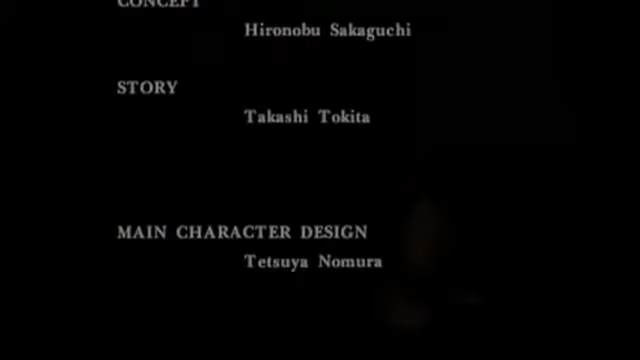 CONCEPT
Hironobu Sakaguchi
STORY
Takashi Tokita
MAIN CHARACTER DESIGN
Tetsuya Nomura